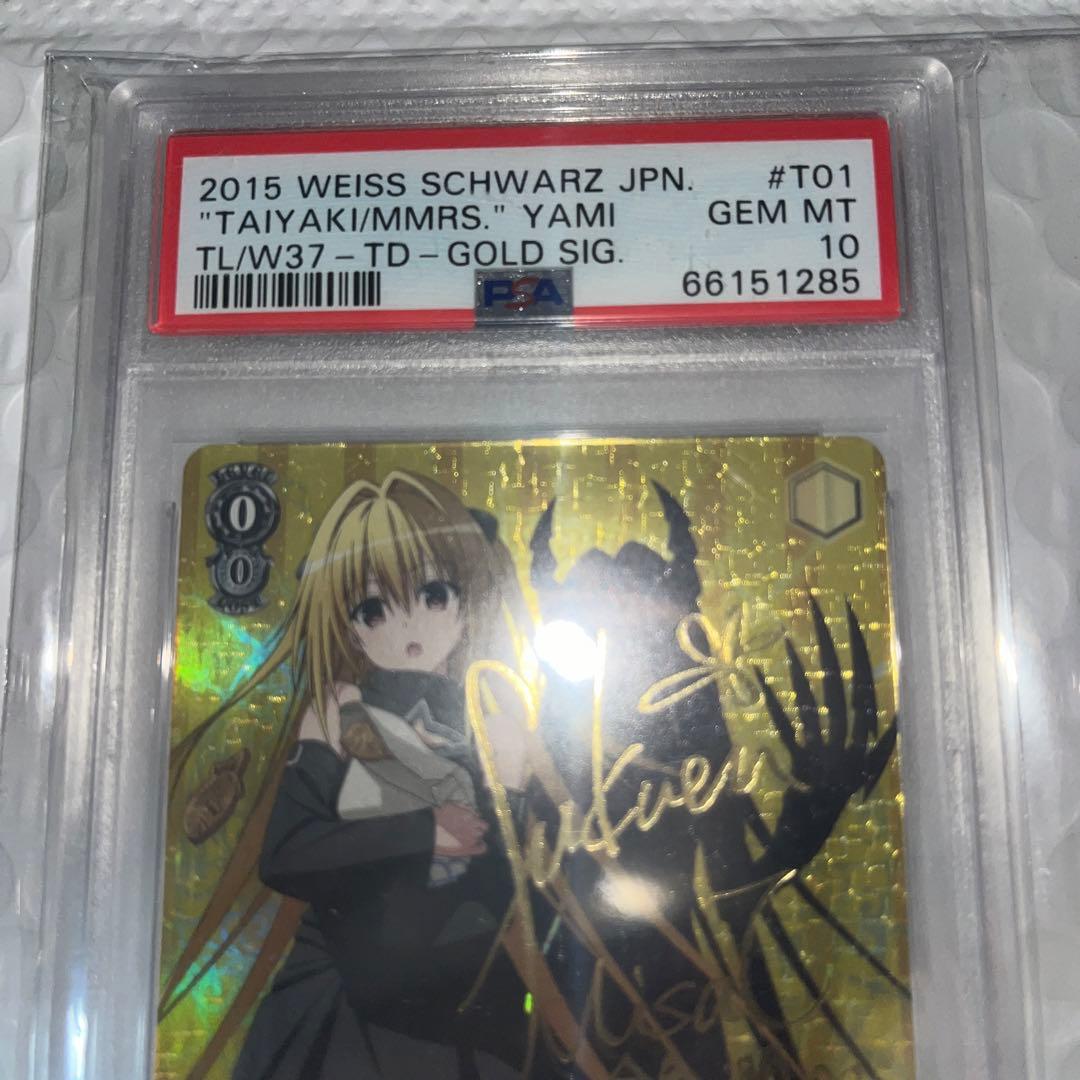 2015 WEISS SCHWARZ JPN. #T01
"TAIYAKI/MMRS." YAMI GEM MT
TL/W37 – TD – GOLD SIG. 10
PSA 66151285
0
0